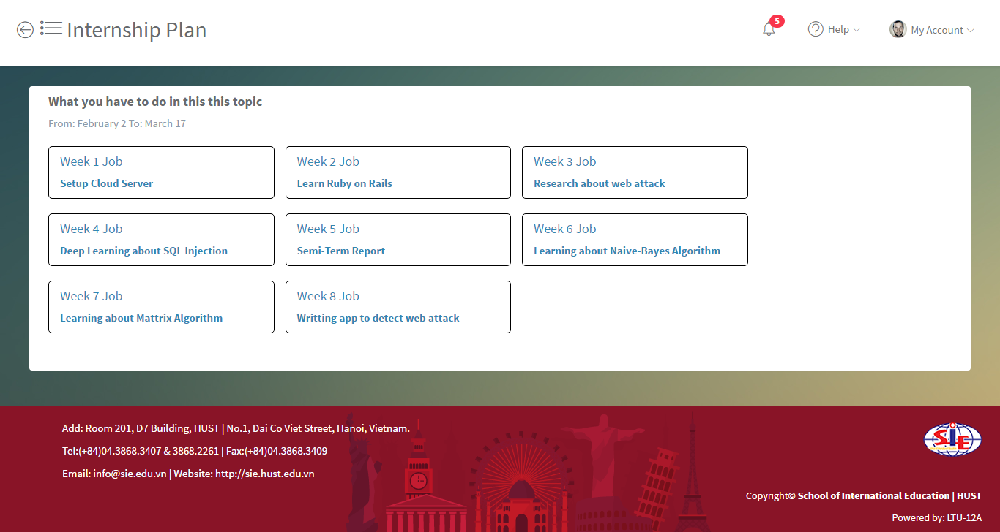 Internship Plan
5
Help
My Account
What you have to do in this this topic
From: February 2 To: March 17
Week 1 Job
Setup Cloud Server
Week 2 Job
Learn Ruby on Rails
Week 3 Job
Research about web attack
Week 4 Job
Deep Learning about SQL Injection
Week 5 Job
Semi-Term Report
Week 6 Job
Learning about Naive-Bayes Algorithm
Week 7 Job
Learning about Mattrix Algorithm
Week 8 Job
Writting app to detect web attack
Add: Room 201, D7 Building, HUST | No.1, Dai Co Viet Street, Hanoi, Vietnam.
Tel:(+84)04.3868.3407 & 3868.2261 | Fax:(+84)04.3868.3409
Email: info@sie.edu.vn | Website: http://sie.hust.edu.vn
SIE
Copyright© School of International Education | HUST
Powered by: LTU-12A